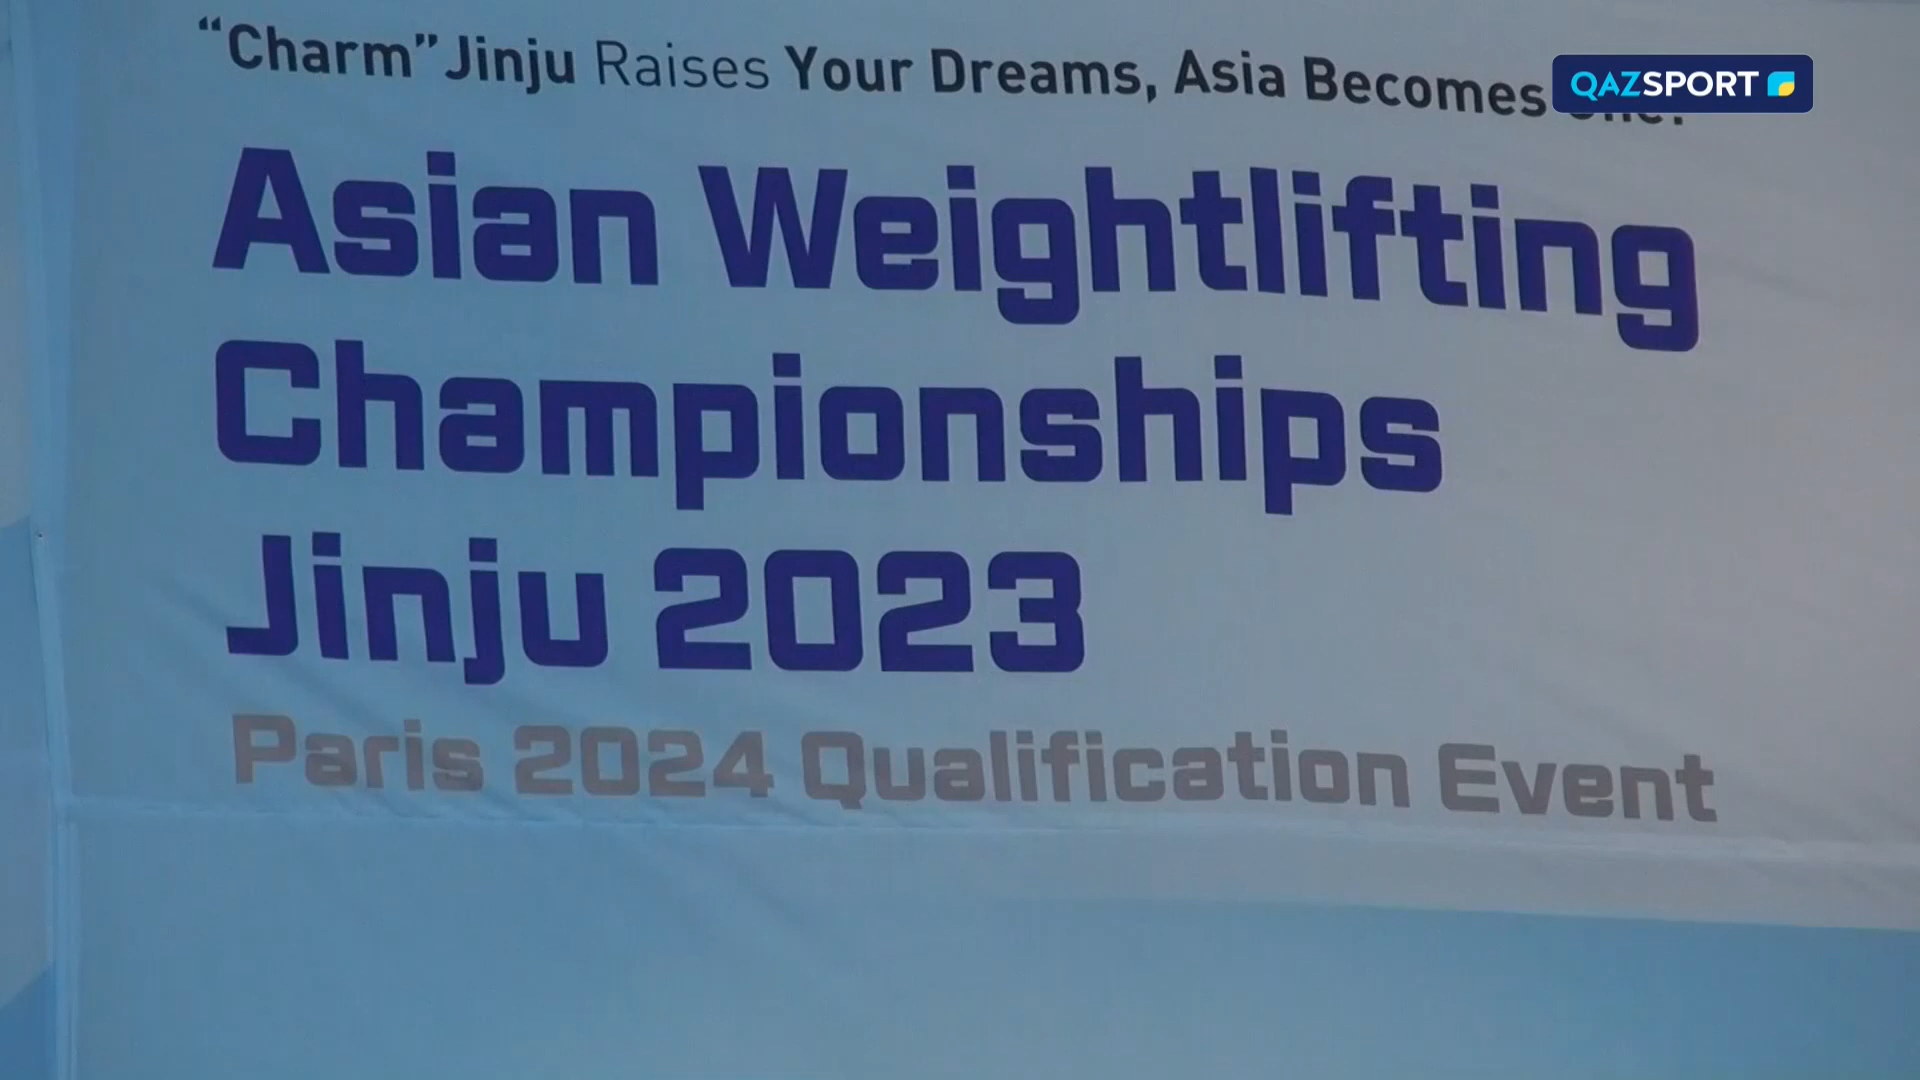 “Charm” Jinju Raises Your Dreams, Asia Becomes
QAZSPORT
Asian Weightlifting
Championships
Jinju 2023
Paris 2024 Qualification Event